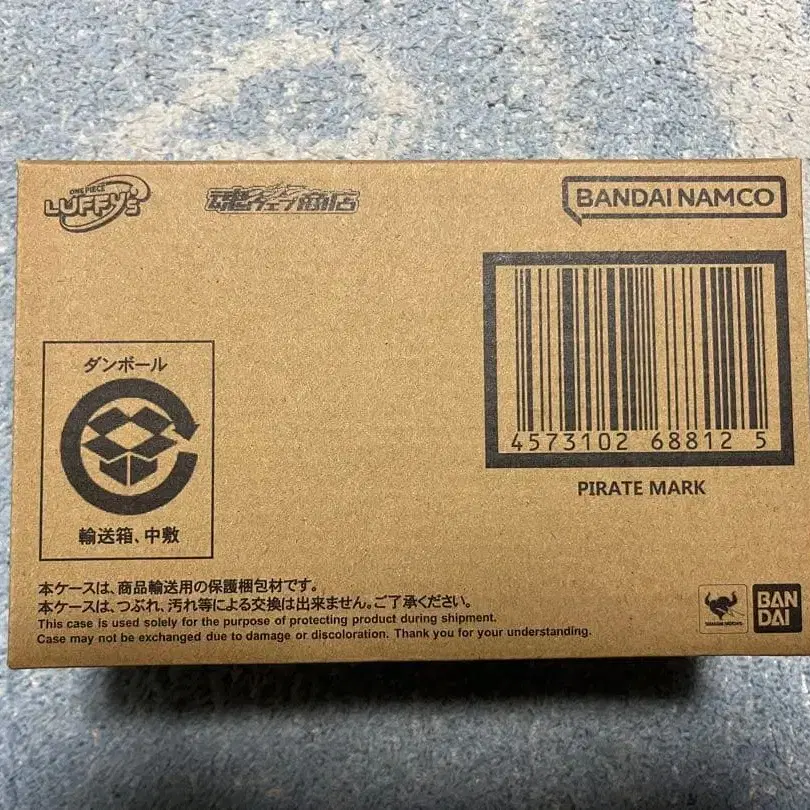 ONE PIECE
LUFFY's
魂ウェブ商店
BANDAI NAMCO
4573102 68812 5
PIRATE MARK
ダンボール
輸送箱、中敷
本ケースは、商品輸送用の保護梱包材です。
本ケースは、つぶれ、汚れ等による交換は出来ません。ご了承ください。
This case is used solely for the purpose of protecting product during shipment.
Case may not be exchanged due to damage or discoloration. Thank you for your understanding.
TAMASHII NATIONS
BAN
DAI